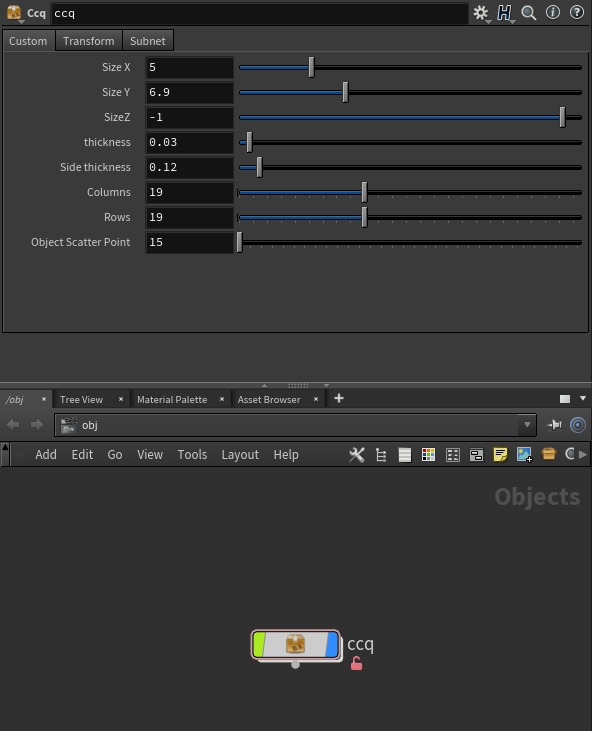 Ccq ccq
Custom Transform Subnet
Size X 5
Size Y 6.9
SizeZ -1
thickness 0.03
Side thickness 0.12
Columns 19
Rows 19
Object Scatter Point 15
/obj × Tree View × Material Palette × Asset Browser × +
obj
Add Edit Go View Tools Layout Help
Objects
ccq